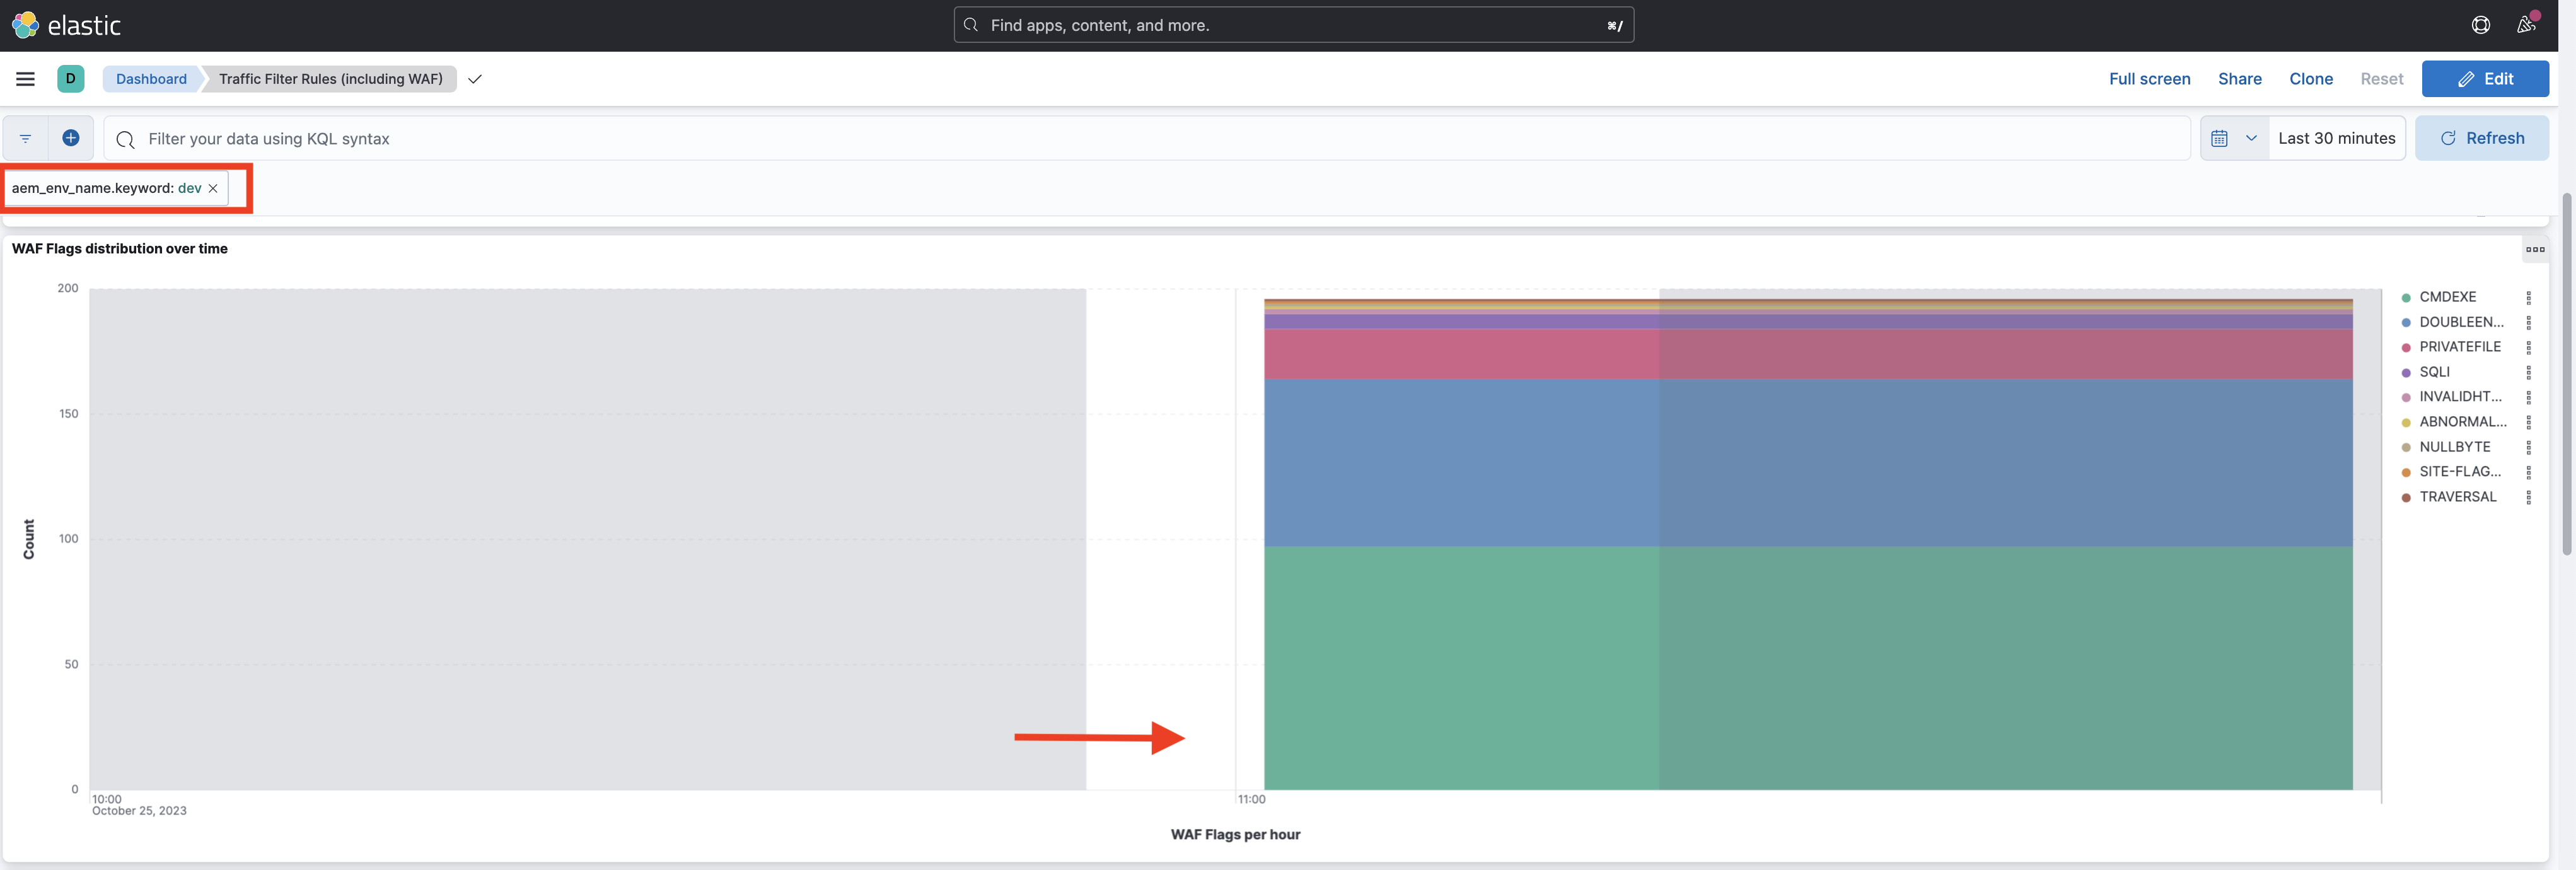 elastic
Find apps, content, and more.
⌘/
D
Dashboard
Traffic Filter Rules (including WAF)
Full screen
Share
Clone
Reset
Edit
Filter your data using KQL syntax
Last 30 minutes
Refresh
aem_env_name.keyword: dev
WAF Flags distribution over time
200
150
100
50
0
Count
10:00
October 25, 2023
11:00
WAF Flags per hour
CMDEXE
DOUBLEEN...
PRIVATEFILE
SQLI
INVALIDHT...
ABNORMAL...
NULLBYTE
SITE-FLAG...
TRAVERSAL